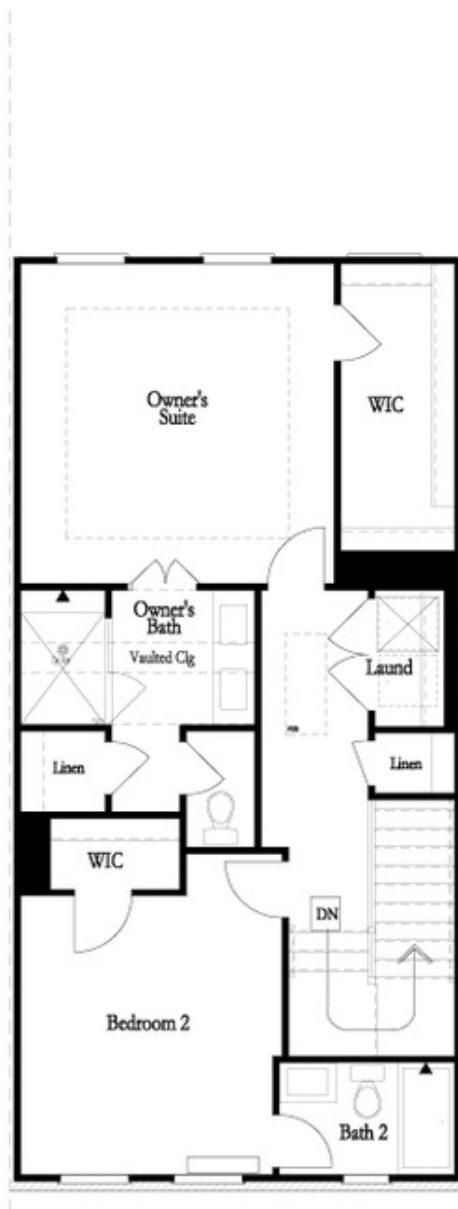 Owner's
Suite
WIC
Owner's
Bath
Vaulted Clg
Laund
Linen
Linen
WIC
DN
Bedroom 2
Bath 2